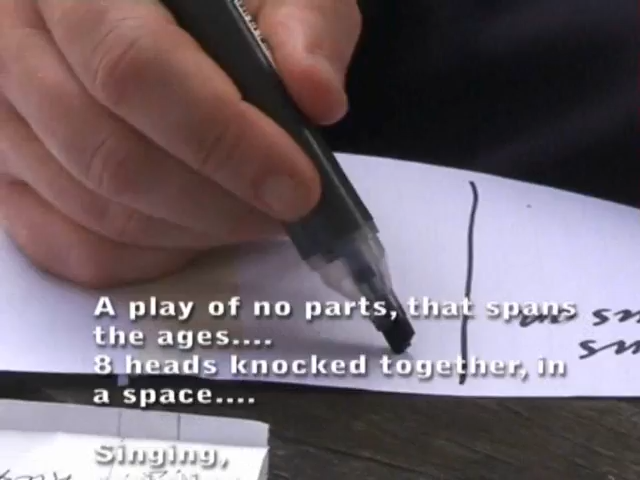 A play of no parts, that spans
the ages....
8 heads knocked together, in
a space....
Singing,